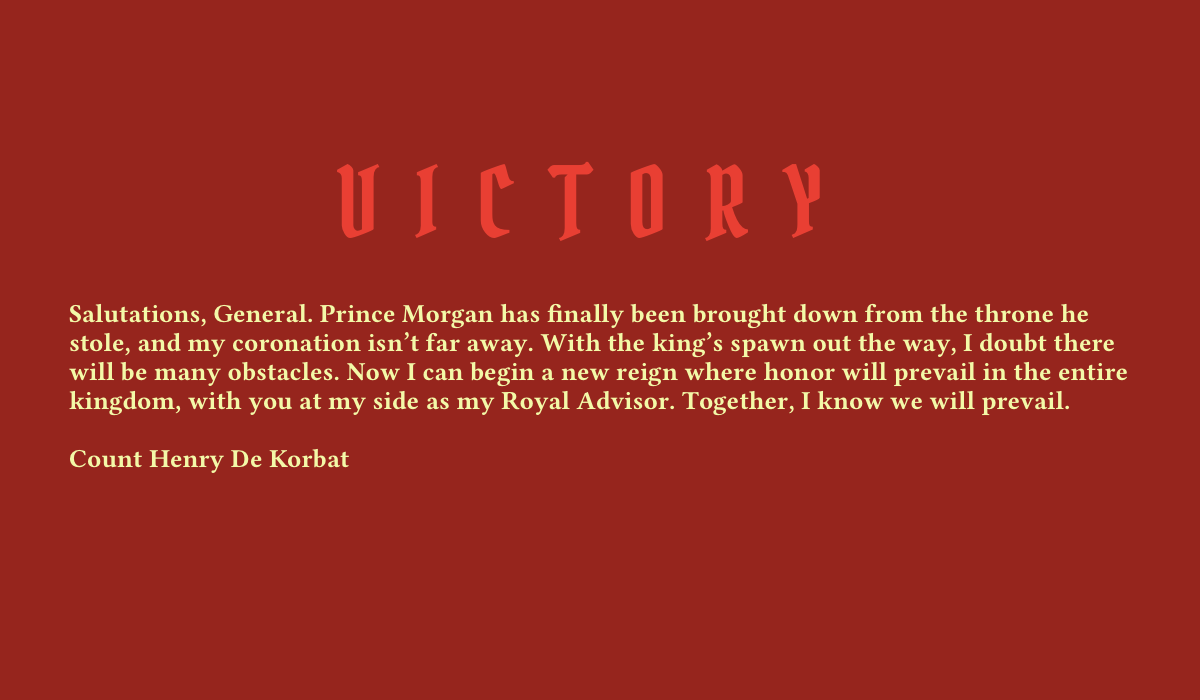 VICTORY
Salutations, General. Prince Morgan has finally been brought down from the throne he
stole, and my coronation isn’t far away. With the king’s spawn out the way, I doubt there
will be many obstacles. Now I can begin a new reign where honor will prevail in the entire
kingdom, with you at my side as my Royal Advisor. Together, I know we will prevail.
Count Henry De Korbat